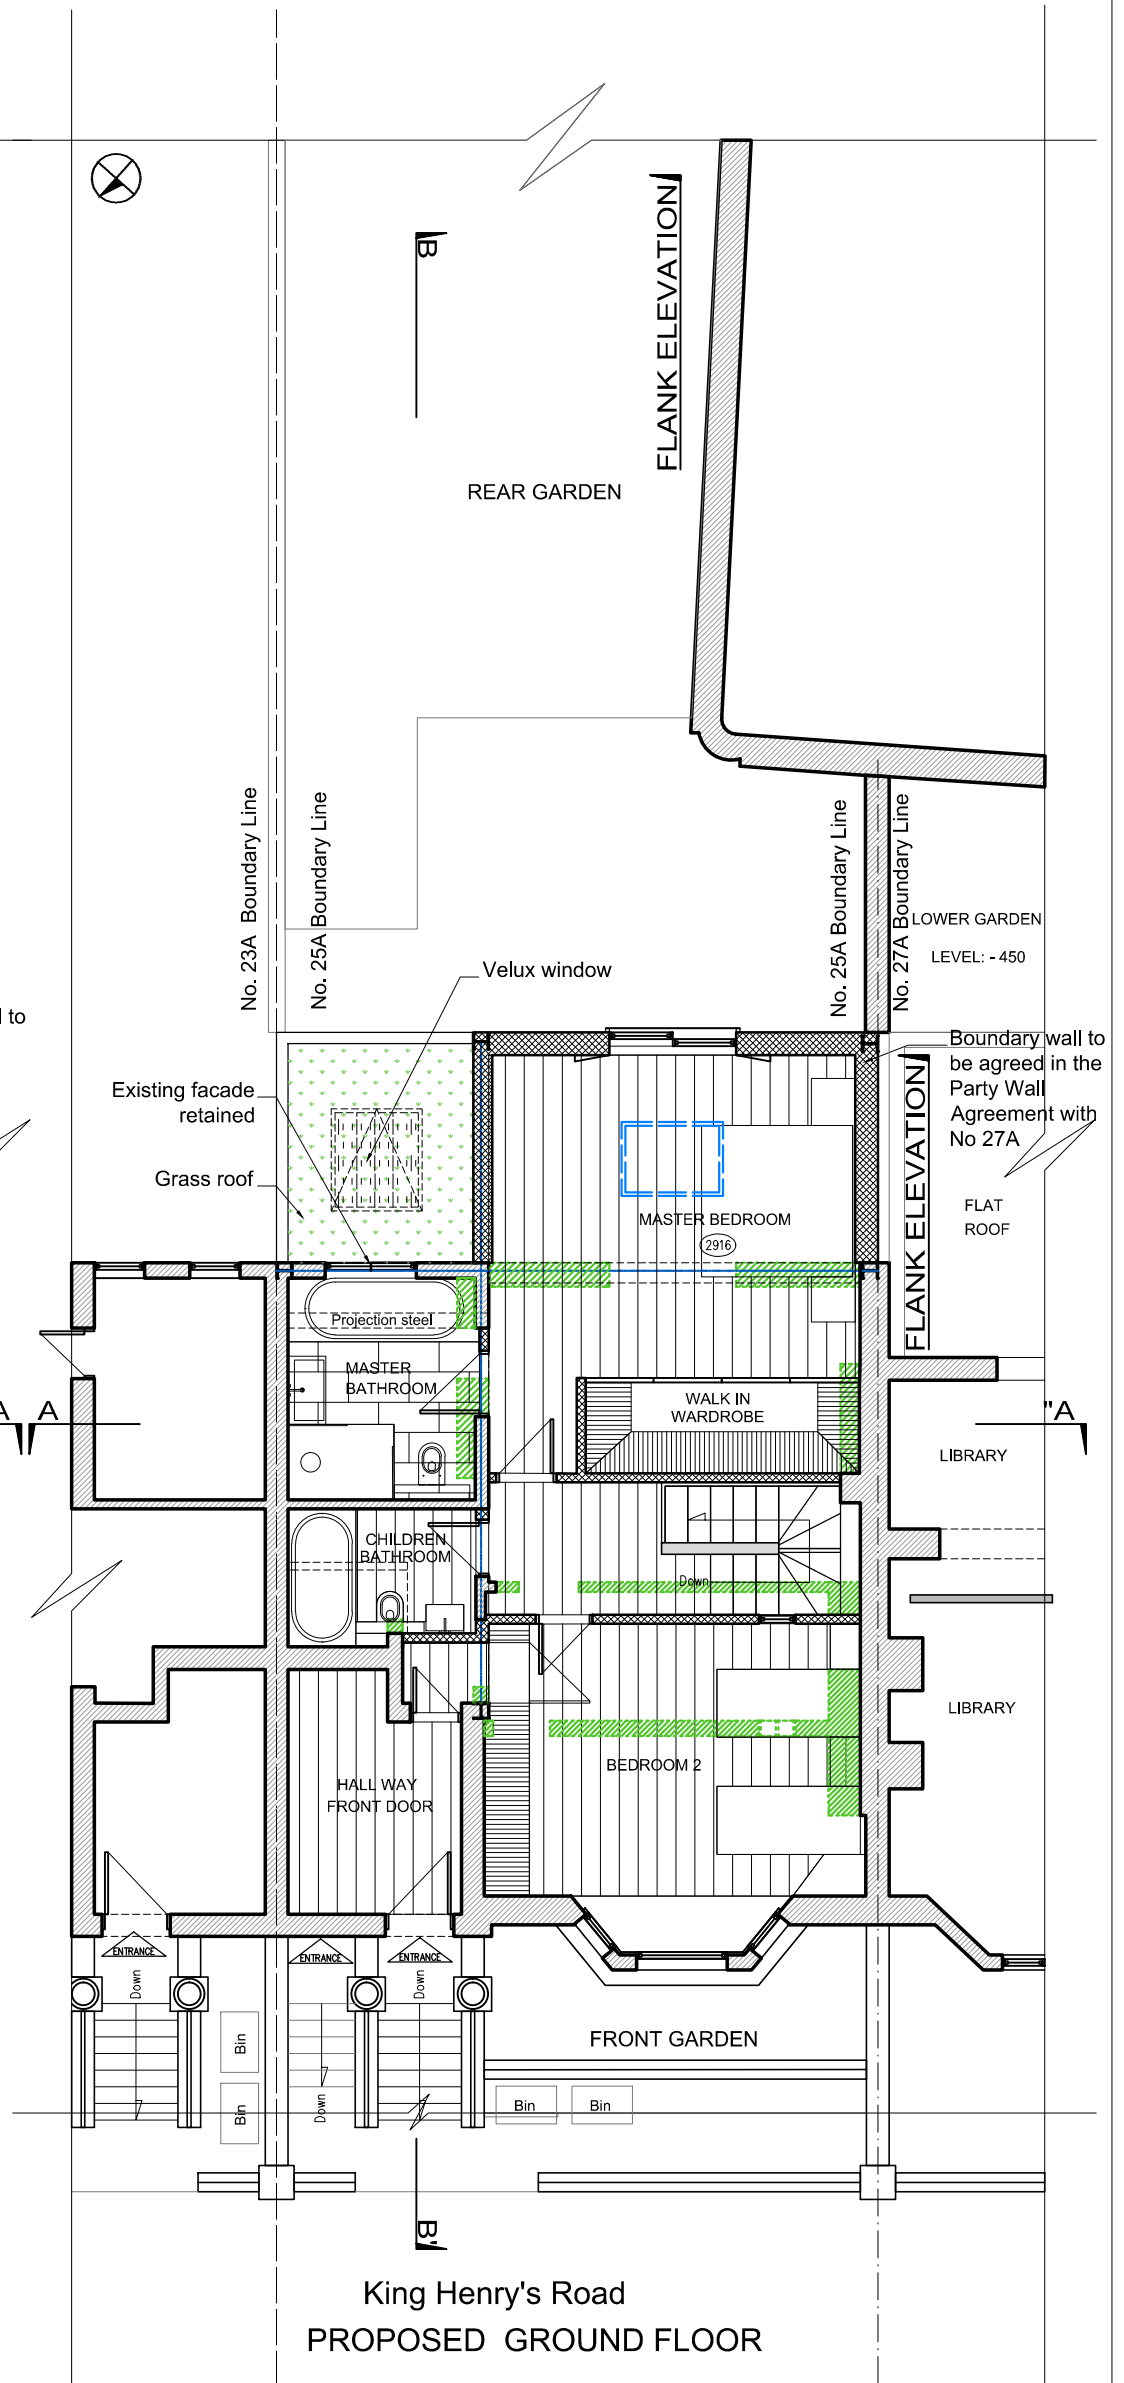 B
FLANK ELEVATION
REAR GARDEN
No. 23A Boundary Line
No. 25A Boundary Line
No. 25A Boundary Line
No. 27A Boundary Line
LOWER GARDEN
LEVEL: - 450
Velux window
l to
Boundary wall to
be agreed in the
Party Wall
Agreement with
No 27A
Existing facade
retained
Grass roof
FLANK ELEVATION
FLAT
ROOF
MASTER BEDROOM
2916
Projection steel
MASTER
BATHROOM
WALK IN
WARDROBE
A
A
"A
LIBRARY
CHILDREN
BATHROOM
Down
LIBRARY
BEDROOM 2
HALL WAY
FRONT DOOR
ENTRANCE
ENTRANCE
ENTRANCE
Down
Down
FRONT GARDEN
Bin
Bin
Down
Bin
Bin
B'
King Henry's Road
PROPOSED GROUND FLOOR